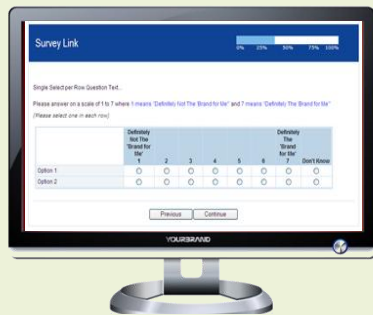 Survey Link
0% 25% 50% 75% 100%
Single Select per Row Question Text...
Please answer on a scale of 1 to 7 where 1 means "Definitely Not The Brand for Me" and 7 means "Definitely The Brand for Me"
(Please select one in each row)
Definitely Not The 'Brand for Me' 1 2 3 4 5 6 Definitely The 'Brand for Me' 7 Don't Know
Option 1
Option 2
Previous Continue
YOURBRAND